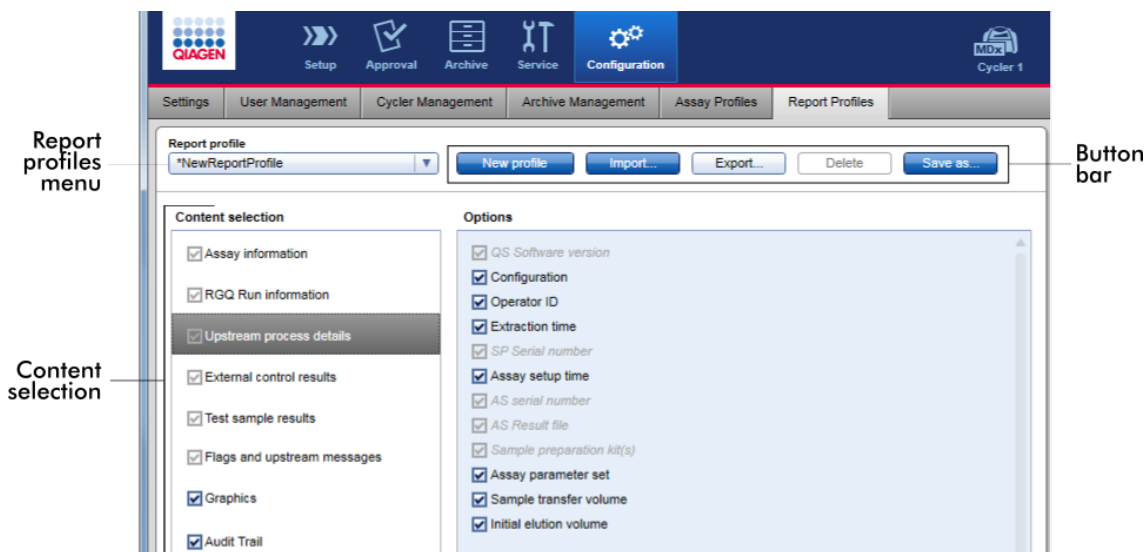 QIAGEN
Setup
Approval
Archive
Service
Configuration
MDx
Cycler 1
Settings
User Management
Cycler Management
Archive Management
Assay Profiles
Report Profiles
Report
profiles
menu
Report profile
*NewReportProfile
New profile
Import...
Export...
Delete
Save as...
Button
bar
Content selection
Options
Content
selection
Assay information
RGQ Run information
Upstream process details
External control results
Test sample results
Flags and upstream messages
Graphics
Audit Trail
QS Software version
Configuration
Operator ID
Extraction time
SP Serial number
Assay setup time
AS serial number
AS Result file
Sample preparation kit(s)
Assay parameter set
Sample transfer volume
Initial elution volume